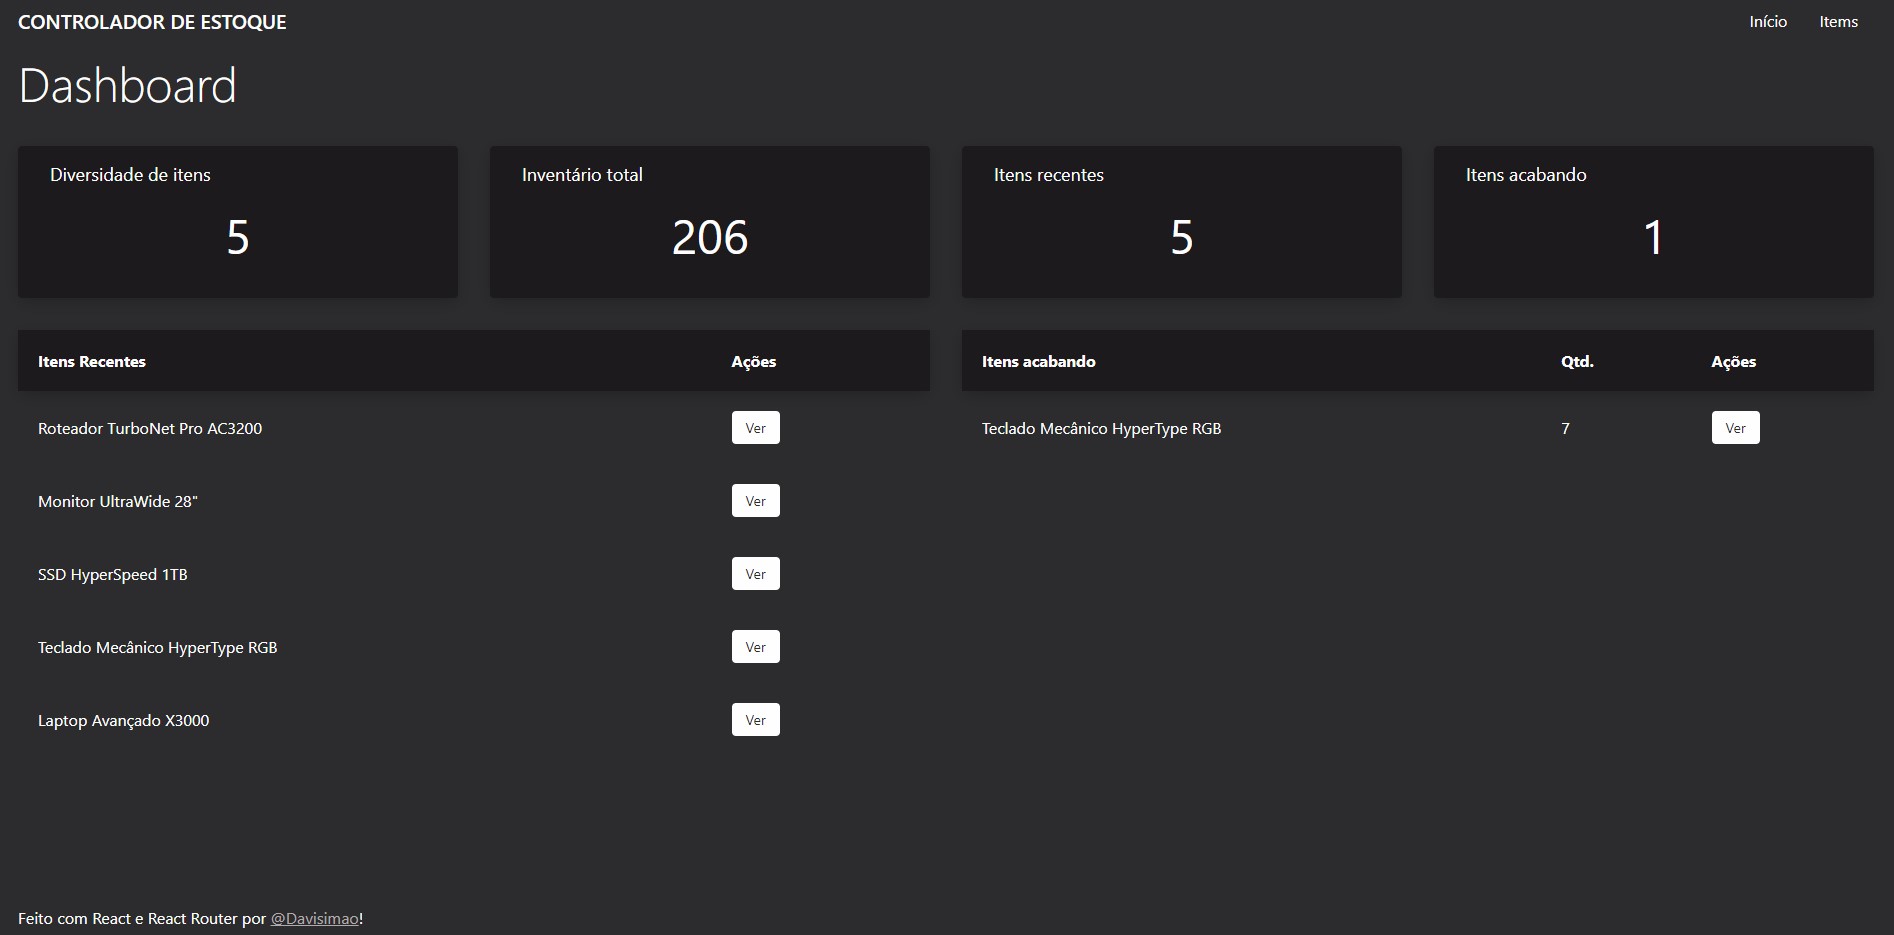 CONTROLADOR DE ESTOQUE
Início Items
Dashboard
Diversidade de itens
5
Inventário total
206
Itens recentes
5
Itens acabando
1
Itens Recentes Ações
Roteador TurboNet Pro AC3200 Ver
Monitor UltraWide 28" Ver
SSD HyperSpeed 1TB Ver
Teclado Mecânico HyperType RGB Ver
Laptop Avançado X3000 Ver
Itens acabando Qtd. Ações
Teclado Mecânico HyperType RGB 7 Ver
Feito com React e React Router por @Davisimao!